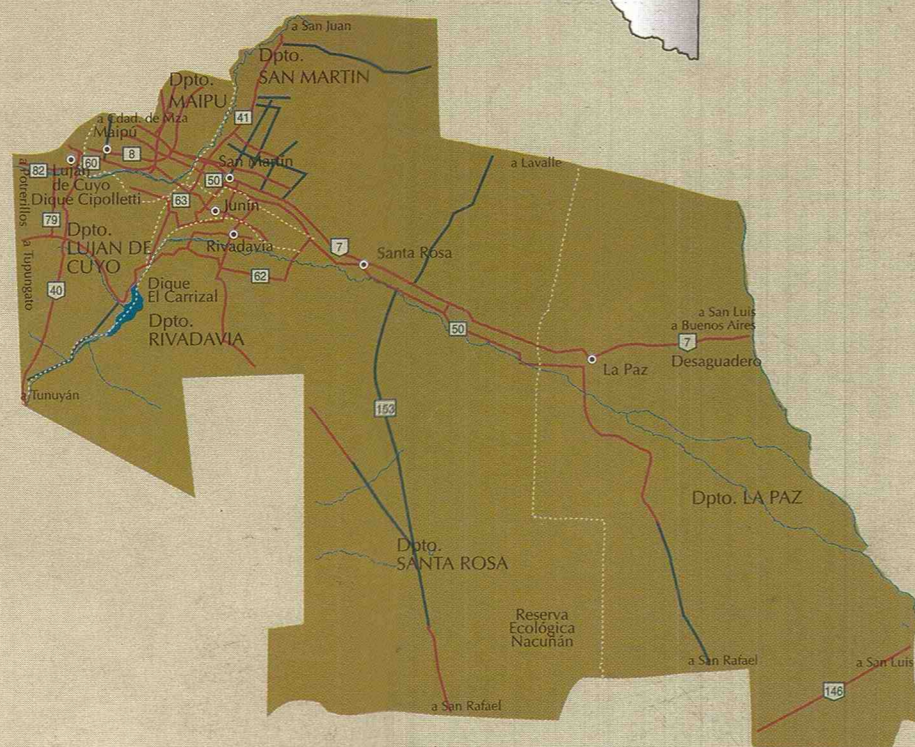 a San Juan
Dpto.
SAN MARTIN
Dpto.
MAIPU
a Cdad. de Mza
Maipú
41
8
60
82
Luján
de Cuyo
Dique Cipolletti
San Martín
50
63
Junín
a Potrerillos
a Tupungato
79
Dpto.
LUJAN DE
CUYO
Rivadavia
7
62
Santa Rosa
a Lavalle
40
Dique
El Carrizal
Dpto.
RIVADAVIA
a Tunuyán
50
a San Luis
a Buenos Aires
7
Desaguadero
La Paz
153
Dpto. LA PAZ
Dpto.
SANTA ROSA
Reserva
Ecológica
Nacuñán
a San Rafael
a San Luis
146
a San Rafael